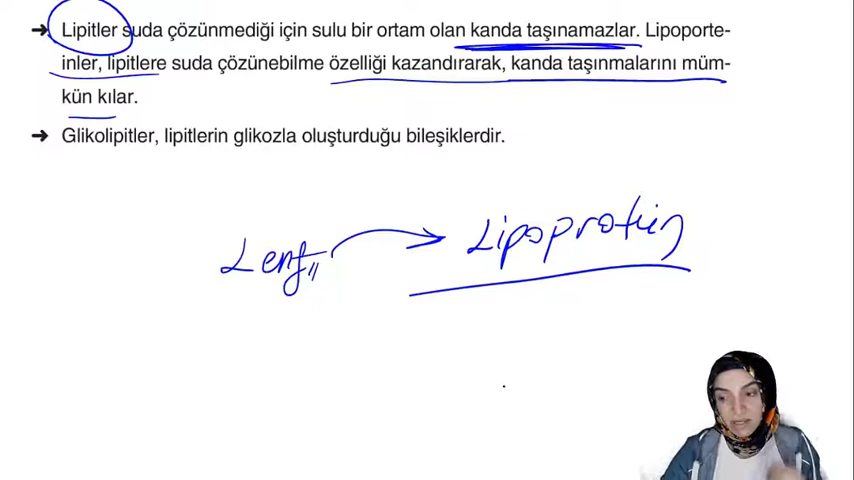 → Lipitler suda çözünmediği için sulu bir ortam olan kanda taşınamazlar. Lipoporte-
inler, lipitlere suda çözünebilme özelliği kazandırarak, kanda taşınmalarını müm-
kün kılar.
→ Glikolipitler, lipitlerin glikozla oluşturduğu bileşiklerdir.
Lenf → Lipoprotein